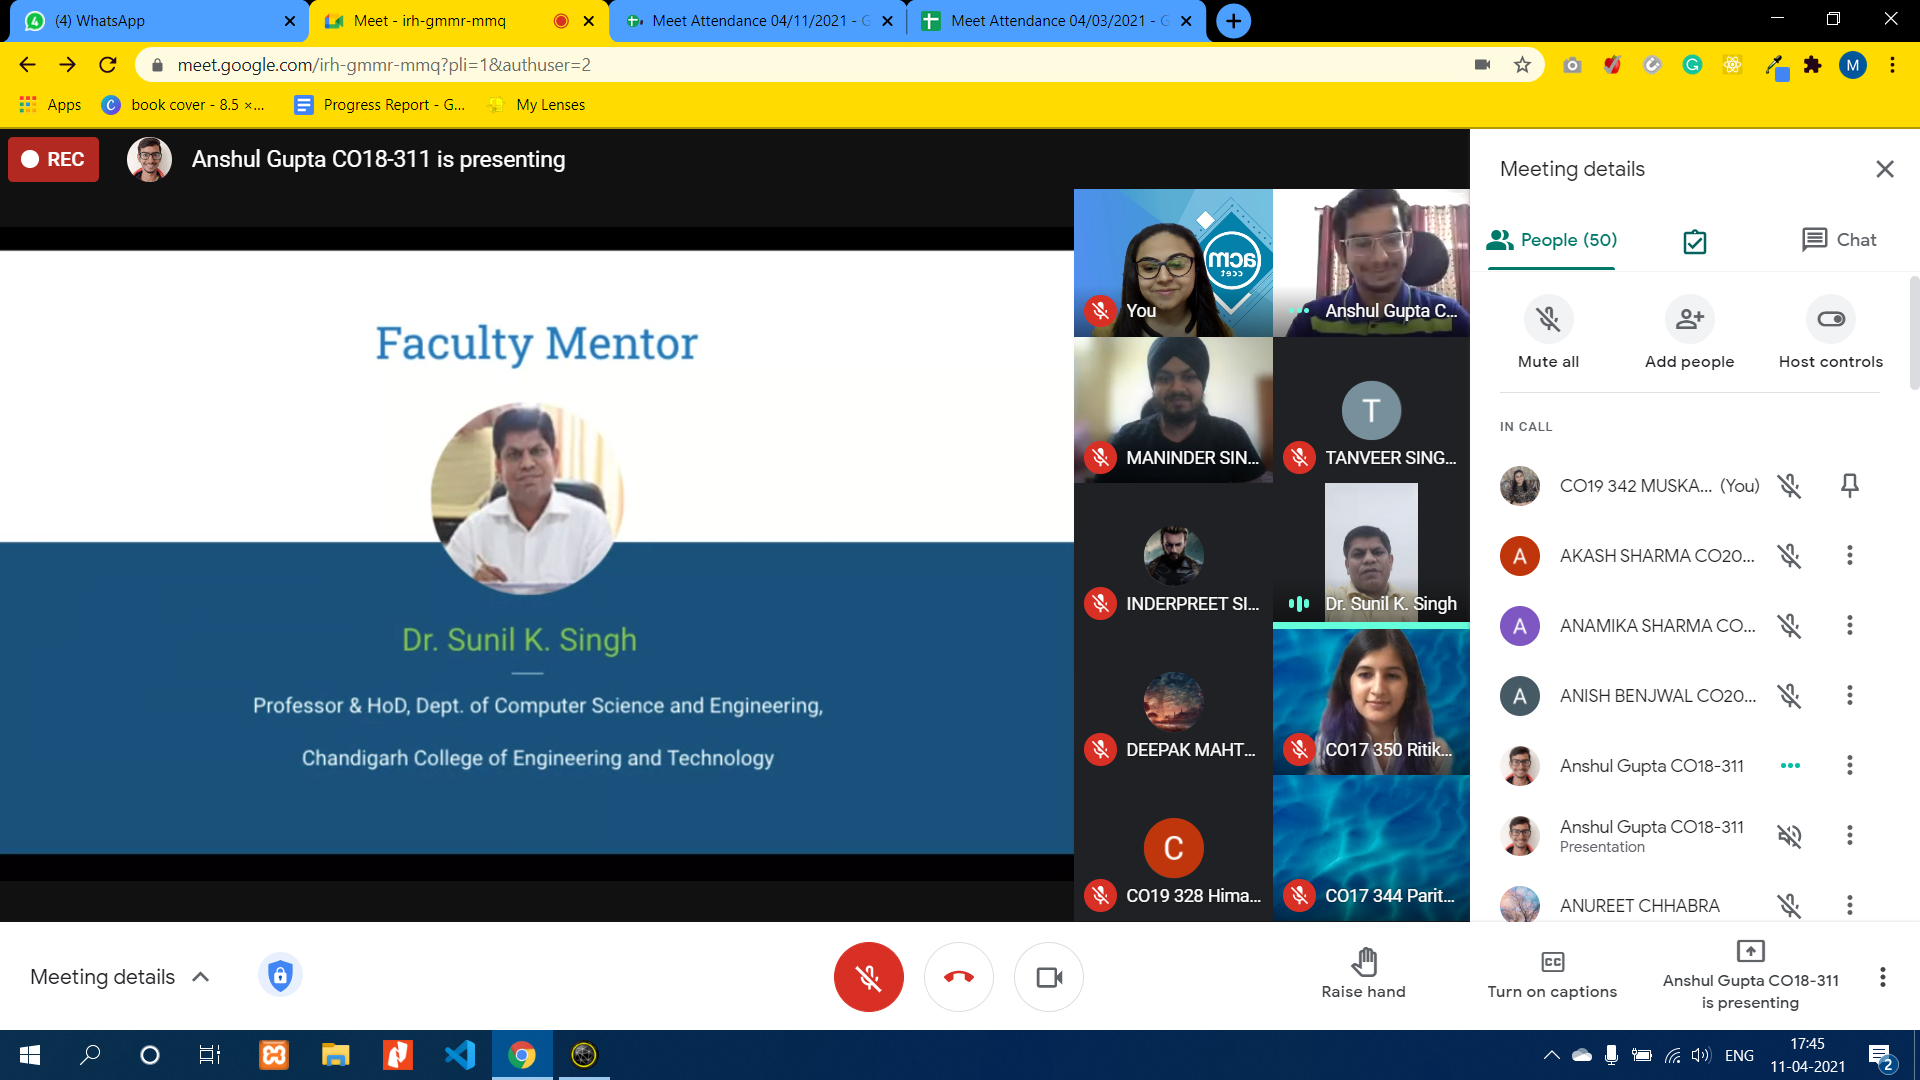 (4) WhatsApp
Meet - irh-gmmr-mmq
Meet Attendance 04/11/2021 - G
Meet Attendance 04/03/2021 - G
meet.google.com/irh-gmmr-mmq?pli=1&authuser=2
M
Apps
book cover - 8.5 ×...
Progress Report - G...
My Lenses
REC
Anshul Gupta CO18-311 is presenting
Faculty Mentor
Dr. Sunil K. Singh
Professor & HoD, Dept. of Computer Science and Engineering,
Chandigarh College of Engineering and Technology
acm
ccet
You
Anshul Gupta C...
MANINDER SIN...
T
TANVEER SING...
INDERPREET SI...
Dr. Sunil K. Singh
DEEPAK MAHT...
CO17 350 Ritik...
C
CO19 328 Hima...
CO17 344 Parit...
Meeting details
People (50)
Chat
Mute all
Add people
Host controls
IN CALL
CO19 342 MUSKA... (You)
A
AKASH SHARMA CO20...
A
ANAMIKA SHARMA CO...
A
ANISH BENJWAL CO20...
Anshul Gupta CO18-311
Anshul Gupta CO18-311
Presentation
ANUREET CHHABRA
Meeting details
Raise hand
Turn on captions
Anshul Gupta CO18-311
is presenting
ENG
17:45
11-04-2021
2